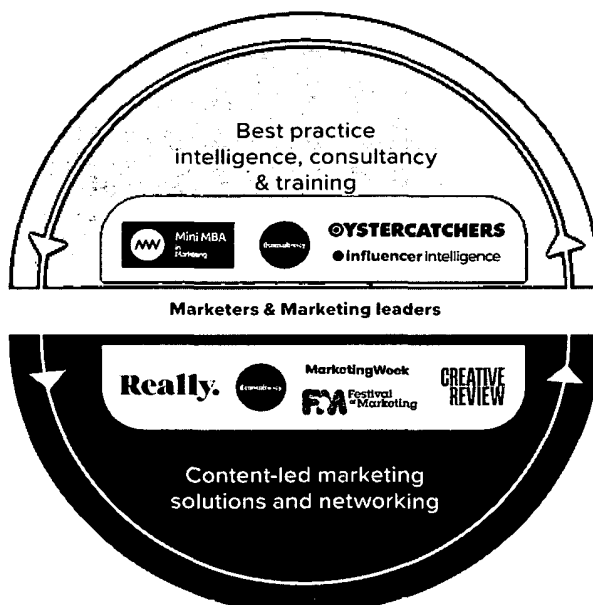 Best practice
intelligence, consultancy
& training
Mini MBA
in
Marketing
OYSTERCATCHERS
influencer intelligence
Marketers & Marketing leaders
Really.
MarketingWeek
Festival
of Marketing
CREATIVE
REVIEW
Content-led marketing
solutions and networking